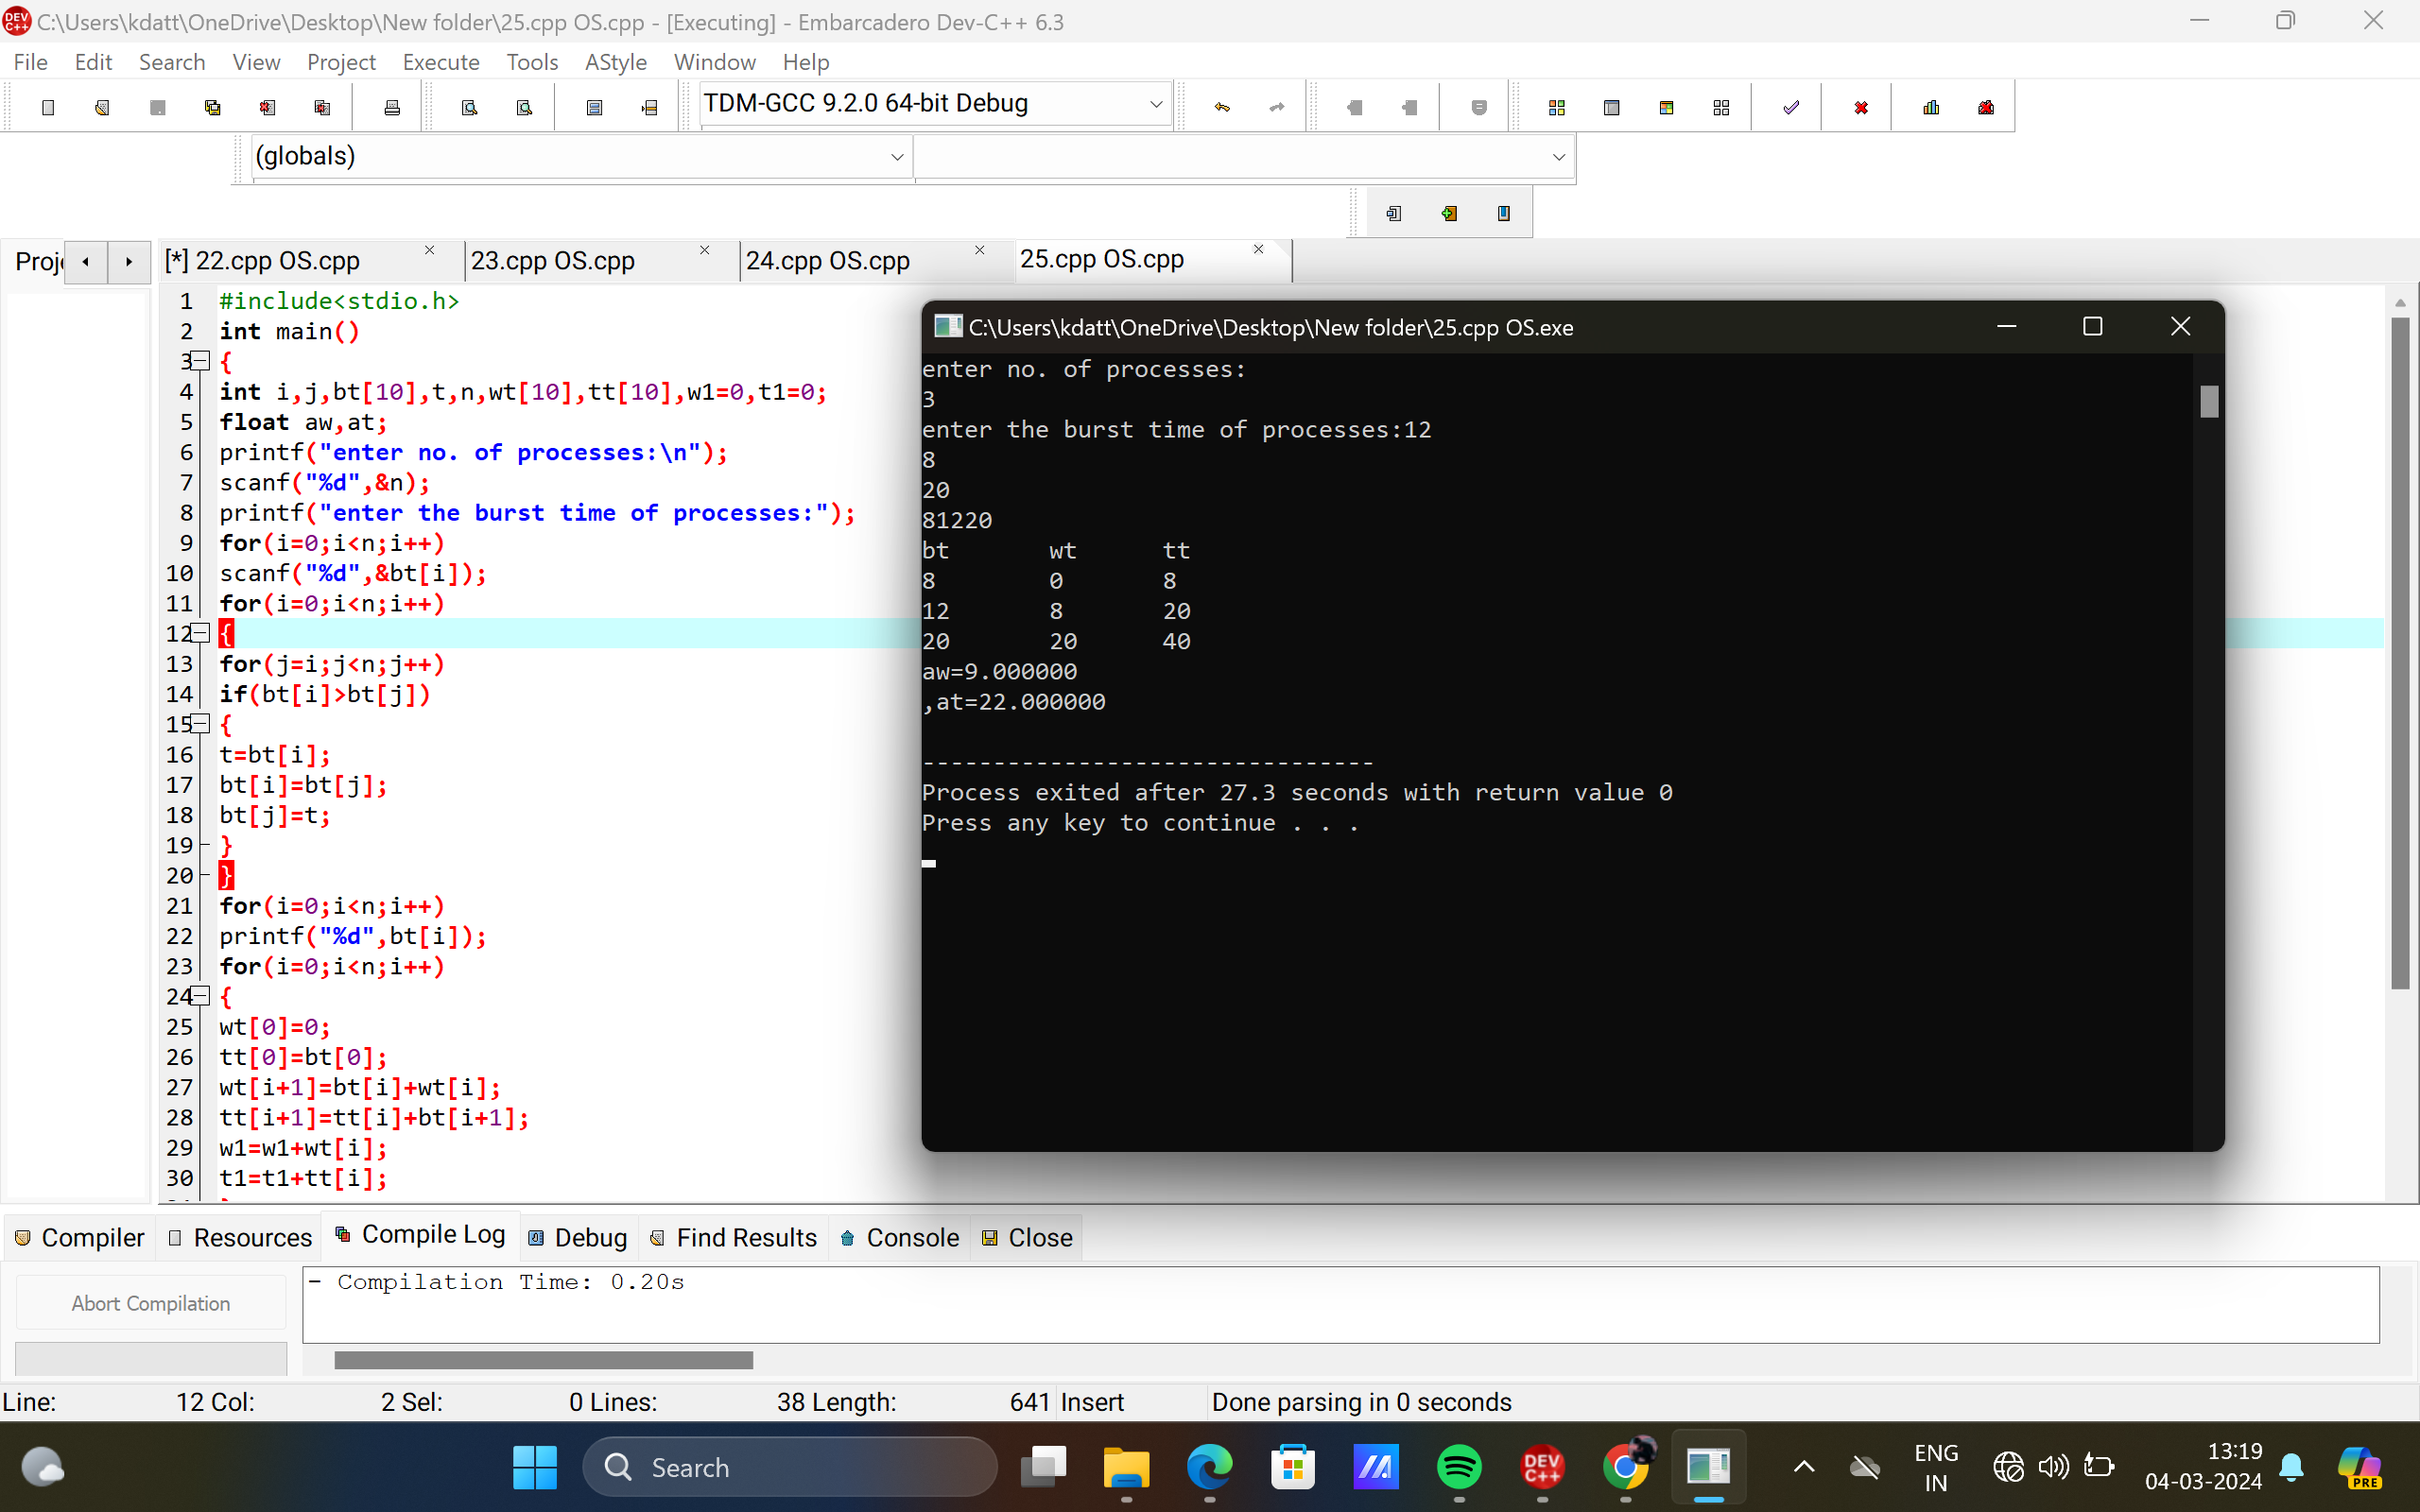 C:\Users\kdatt\OneDrive\Desktop\New folder\25.cpp OS.cpp - [Executing] - Embarcadero Dev-C++ 6.3
File Edit Search View Project Execute Tools AStyle Window Help
TDM-GCC 9.2.0 64-bit Debug
(globals)
Proj
[*] 22.cpp OS.cpp 23.cpp OS.cpp 24.cpp OS.cpp 25.cpp OS.cpp
1 #include<stdio.h>
2 int main()
3 {
4 int i,j,bt[10],t,n,wt[10],tt[10],w1=0,t1=0;
5 float aw,at;
6 printf("enter no. of processes:\n");
7 scanf("%d",&n);
8 printf("enter the burst time of processes:");
9 for(i=0;i<n;i++)
10 scanf("%d",&bt[i]);
11 for(i=0;i<n;i++)
12 {
13 for(j=i;j<n;j++)
14 if(bt[i]>bt[j])
15 {
16 t=bt[i];
17 bt[i]=bt[j];
18 bt[j]=t;
19 }
20 }
21 for(i=0;i<n;i++)
22 printf("%d",bt[i]);
23 for(i=0;i<n;i++)
24 {
25 wt[0]=0;
26 tt[0]=bt[0];
27 wt[i+1]=bt[i]+wt[i];
28 tt[i+1]=tt[i]+bt[i+1];
29 w1=w1+wt[i];
30 t1=t1+tt[i];
C:\Users\kdatt\OneDrive\Desktop\New folder\25.cpp OS.exe
enter no. of processes:
3
enter the burst time of processes:12
8
20
81220
bt wt tt
8 0 8
12 8 20
20 20 40
aw=9.000000
,at=22.000000
--------------------------------
Process exited after 27.3 seconds with return value 0
Press any key to continue . . .
Compiler Resources Compile Log Debug Find Results Console Close
Abort Compilation
- Compilation Time: 0.20s
Line: 12 Col: 2 Sel: 0 Lines: 38 Length: 641 Insert Done parsing in 0 seconds
Search
DEV C++
ENG
IN
13:19
04-03-2024
PRE